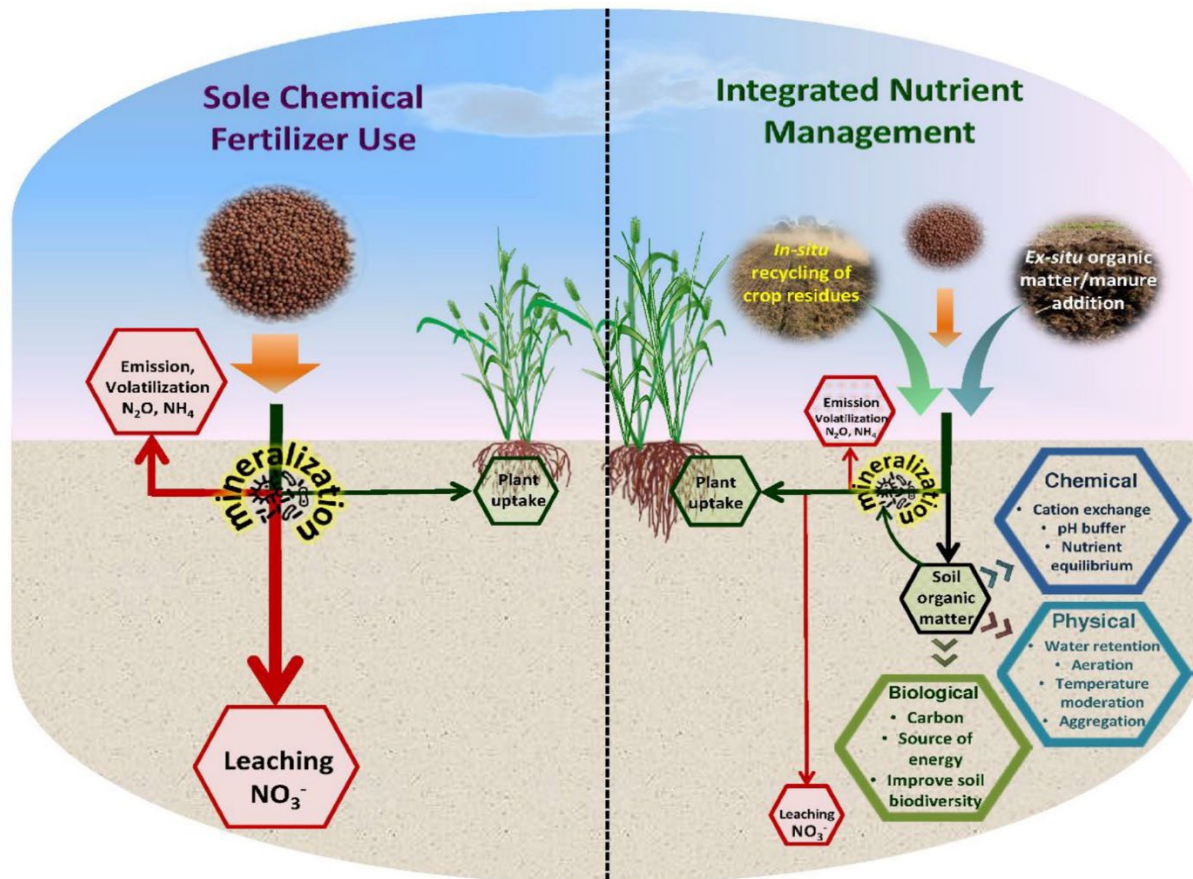 Sole Chemical
Fertilizer Use
Emission,
Volatilization
N₂O, NH₄
mineralization
Plant
uptake
Leaching
NO₃⁻
Integrated Nutrient
Management
In-situ
recycling of
crop residues
Ex-situ organic
matter/manure
addition
Emission
Volatilization
N₂O, NH₄
Plant
uptake
mineralization
Soil
organic
matter
Chemical
• Cation exchange
• pH buffer
• Nutrient
equilibrium
Physical
• Water retention
• Aeration
• Temperature
moderation
• Aggregation
Biological
• Carbon
• Source of
energy
• Improve soil
biodiversity
Leaching
NO₃⁻